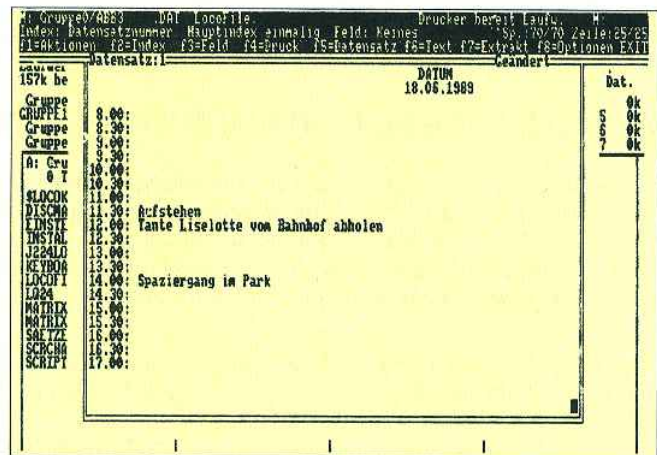 M: Gruppe0/ABB3 .DAT LocoFile. Drucker bereit Laufw. M:
Index: Datensatznummer Hauptindex einmalig Feld: Keines Sp.:70/70 Zeile:25/25
f1=Aktionen f2=Index f3=Feld f4=Druck f5=Datensatz f6=Text f7=Extrakt f8=Optionen EXIT
Datensatz:1 Geändert
157k be DATUM Dat.
18.06.1989
Gruppe 0k
GRUPPE1 8.00: 5 0k
Gruppe 8.30: 6 0k
Gruppe 9.00: 7 0k
9.30:
A: Gru 10.00:
0 T 10.30:
$LOCOK 11.00:
DISCMA 11.30: Aufstehen
EINSTE 12.00: Tante Liselotte vom Bahnhof abholen
INSTAL 12.30:
J224LO 13.00:
KEYBOA 13.30:
LOCOFI 14.00: Spaziergang im Park
LQ24 14.30:
MATRIX 15.00:
MATRIX 15.30:
SAETZE 16.00:
SCRCHA 16.30:
SCRIPT 17.00: